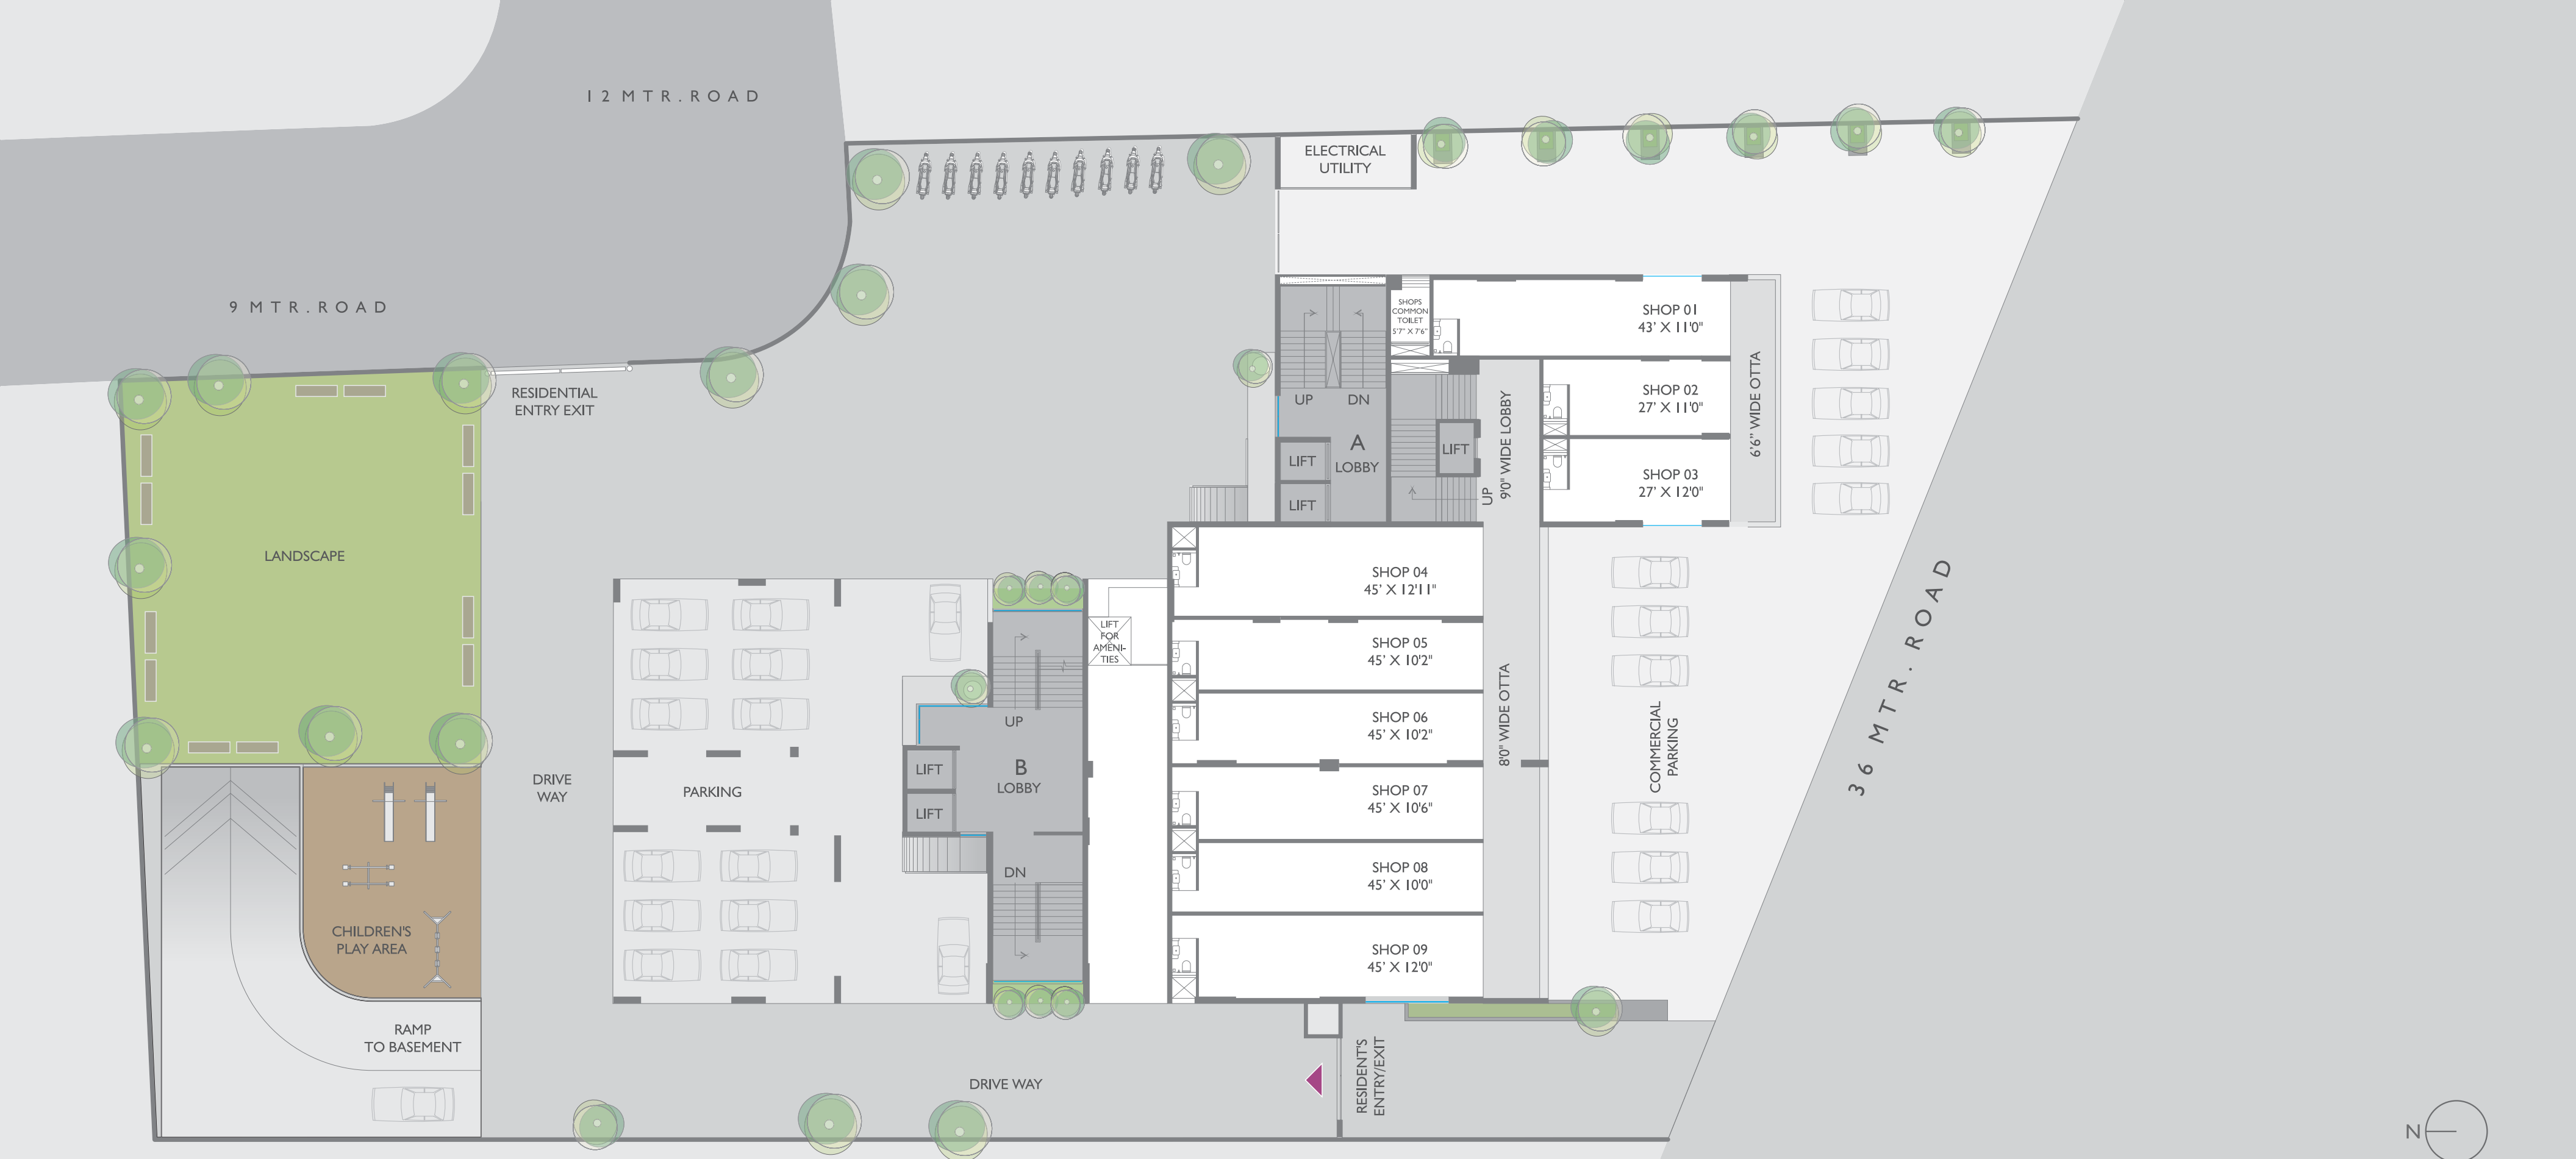 12 MTR. ROAD
9 MTR. ROAD
ELECTRICAL
UTILITY
RESIDENTIAL
ENTRY EXIT
SHOPS
COMMON
TOILET
5'7" X 7'6"
SHOP 01
43' X 11'0"
SHOP 02
27' X 11'0"
SHOP 03
27' X 12'0"
6'6" WIDE OTTA
UP
DN
A
LOBBY
LIFT
LIFT
LIFT
UP
9'0" WIDE LOBBY
LANDSCAPE
SHOP 04
45' X 12'11"
SHOP 05
45' X 10'2"
SHOP 06
45' X 10'2"
SHOP 07
45' X 10'6"
SHOP 08
45' X 10'0"
SHOP 09
45' X 12'0"
8'0" WIDE OTTA
COMMERCIAL
PARKING
36 MTR. ROAD
LIFT
FOR
AMENI-
TIES
UP
B
LOBBY
LIFT
LIFT
DN
PARKING
DRIVE
WAY
CHILDREN'S
PLAY AREA
RAMP
TO BASEMENT
DRIVE WAY
RESIDENT'S
ENTRY/EXIT
N